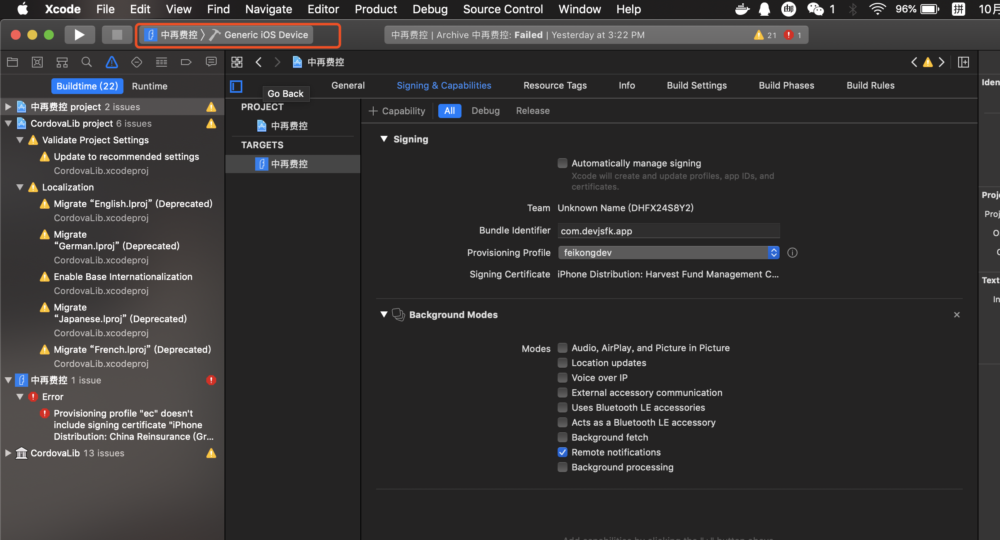 Xcode File Edit View Find Navigate Editor Product Debug Source Control Window Help 1 96% 拼 10月
中再费控 〉 Generic iOS Device
中再费控 | Archive 中再费控: Failed | Yesterday at 3:22 PM 21 1
中再费控
Buildtime (22) Runtime
General Signing & Capabilities Resource Tags Info Build Settings Build Phases Build Rules
Go Back
中再费控 project 2 issues
CordovaLib project 6 issues
Validate Project Settings
Update to recommended settings
CordovaLib.xcodeproj
Localization
Migrate “English.lproj” (Deprecated)
CordovaLib.xcodeproj
Migrate
“German.lproj” (Deprecated)
CordovaLib.xcodeproj
Enable Base Internationalization
CordovaLib.xcodeproj
Migrate
“Japanese.lproj” (Deprecated)
CordovaLib.xcodeproj
Migrate “French.lproj” (Deprecated)
CordovaLib.xcodeproj
中再费控 1 issue
Error
Provisioning profile "ec" doesn't
include signing certificate "iPhone
Distribution: China Reinsurance (Gr...
CordovaLib 13 issues
PROJECT
中再费控
TARGETS
中再费控
Capability All Debug Release
Signing
Automatically manage signing
Xcode will create and update profiles, app IDs, and
certificates.
Team Unknown Name (DHFX24S8Y2)
Bundle Identifier com.devjsfk.app
Provisioning Profile feikongdev
Signing Certificate iPhone Distribution: Harvest Fund Management C...
Background Modes
Modes Audio, AirPlay, and Picture in Picture
Location updates
Voice over IP
External accessory communication
Uses Bluetooth LE accessories
Acts as a Bluetooth LE accessory
Background fetch
Remote notifications
Background processing
Add capabilities by clicking the "+" button above
Iden
Proje
Proj
Text
In